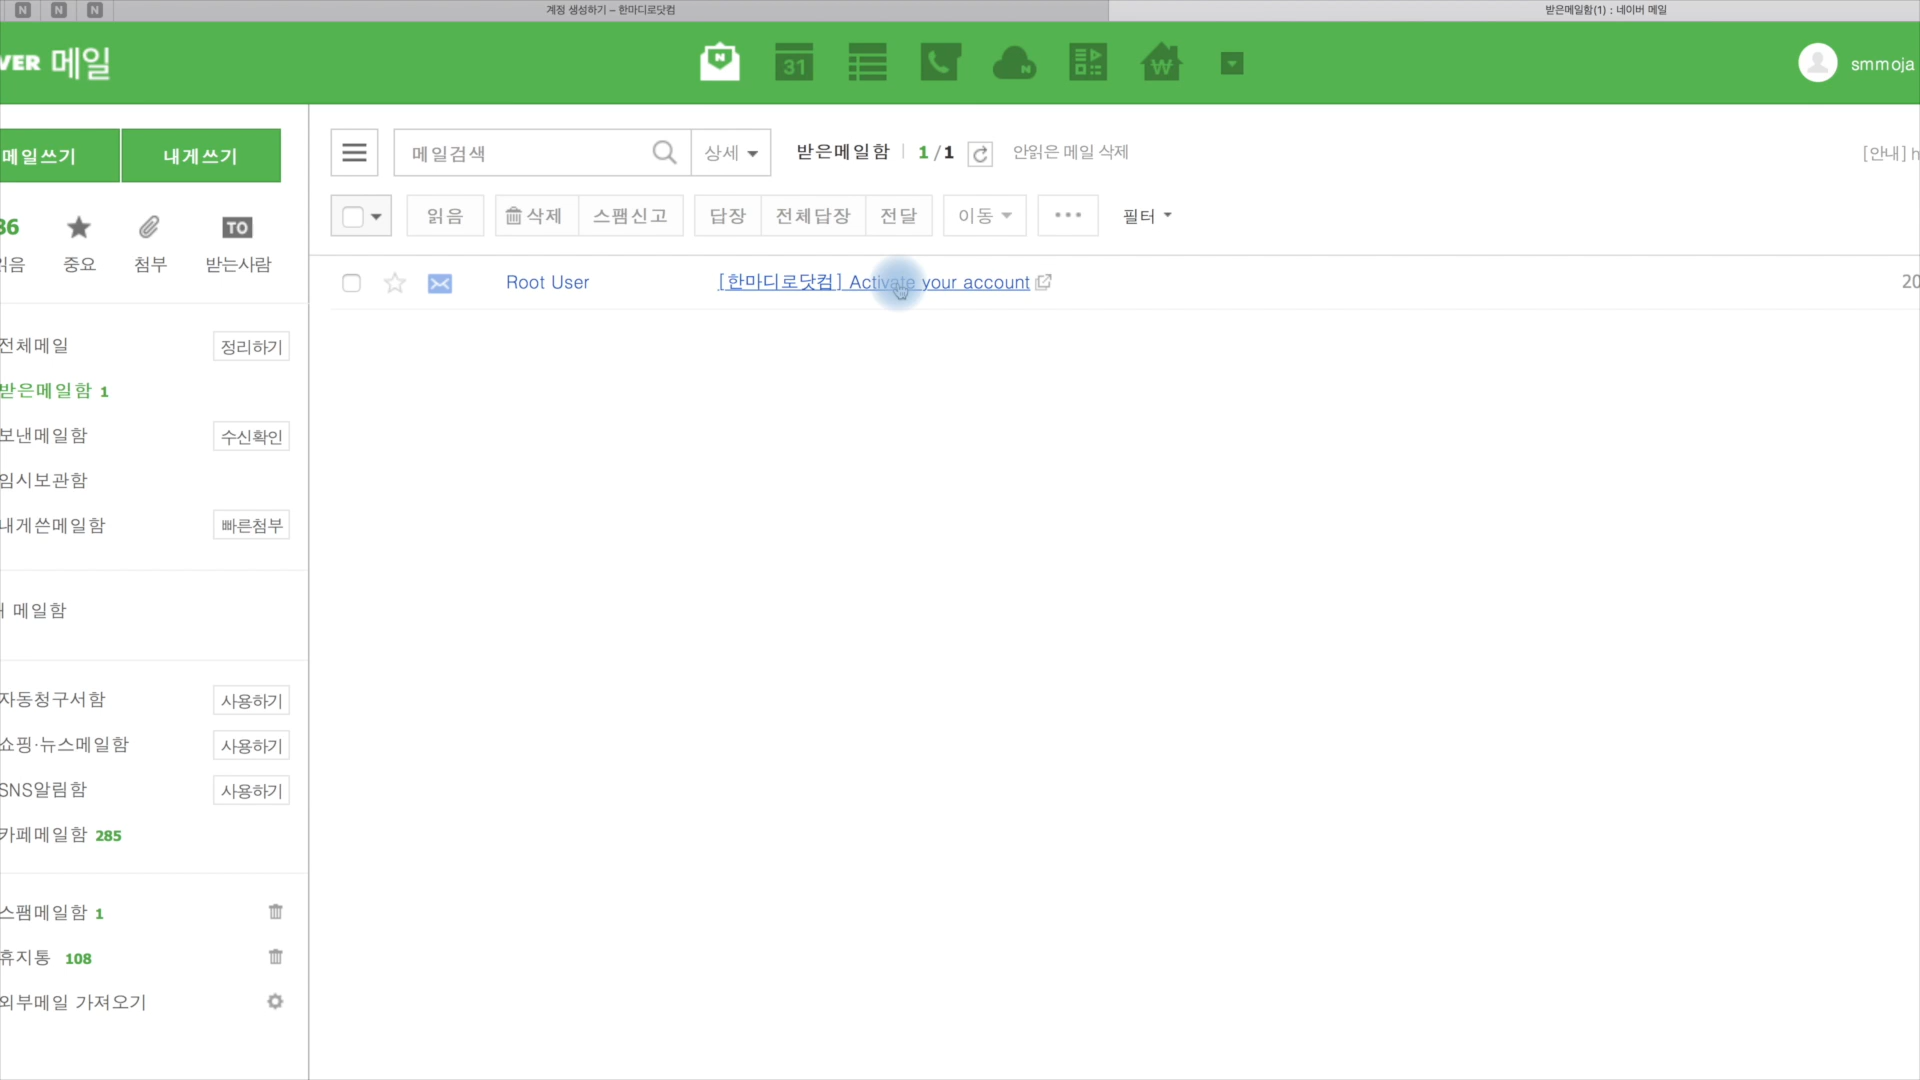 N N N 계정 생성하기 – 한마디로닷컴 받은메일함(1) : 네이버 메일
VER 메일 31 smmoja
메일쓰기 내게쓰기
메일검색 상세 받은메일함 1 / 1 안읽은 메일 삭제 [안내]
읽음 삭제 스팸신고 답장 전체답장 전달 이동 필터
36 TO
읽음 중요 첨부 받는사람
Root User [한마디로닷컴] Activate your account 20
전체메일 정리하기
받은메일함 1
보낸메일함 수신확인
임시보관함
내게쓴메일함 빠른첨부
메일함
자동청구서함 사용하기
쇼핑·뉴스메일함 사용하기
SNS알림함 사용하기
카페메일함 285
스팸메일함 1
휴지통 108
외부메일 가져오기